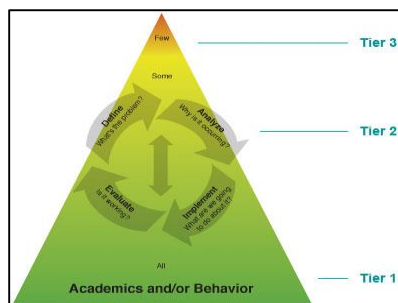 Few
Tier 3
Some
Define
What's the problem?
Analyze
Why is it occurring?
Tier 2
Evaluate
Is it working?
Implement
What are we going
to do about it?
All
Tier 1
Academics and/or Behavior